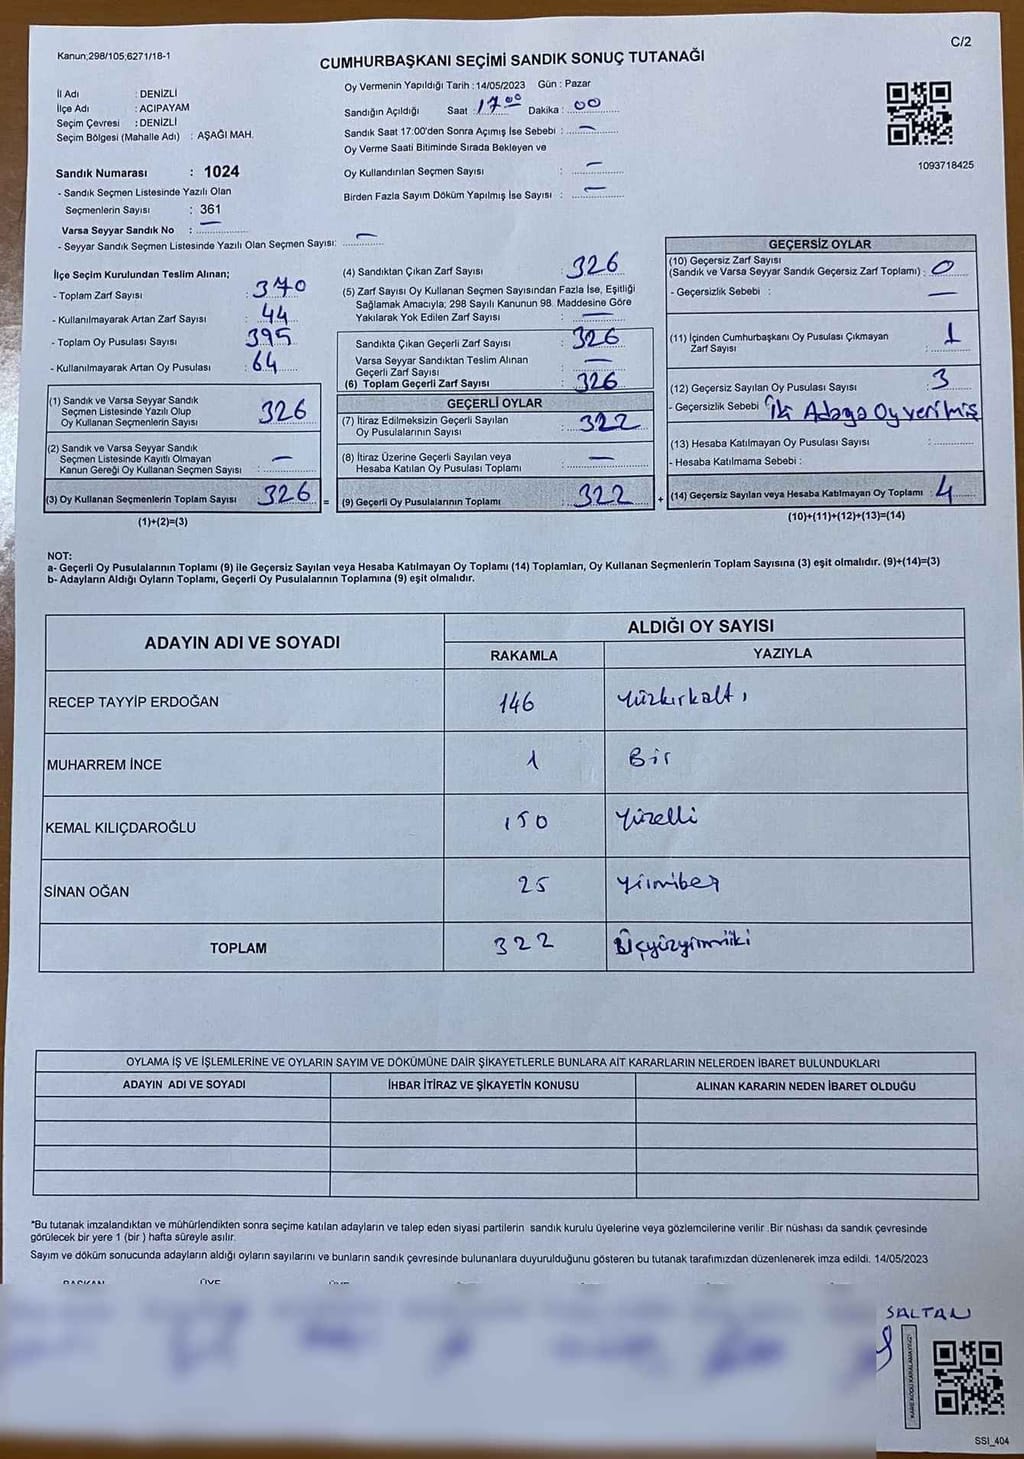 Kanun;298/105;6271/18-1
C/2
CUMHURBAŞKANI SEÇİMİ SANDIK SONUÇ TUTANAĞI
İl Adı : DENİZLİ
İlçe Adı : ACIPAYAM
Seçim Çevresi : DENİZLİ
Seçim Bölgesi (Mahalle Adı) : AŞAĞI MAH.
Sandık Numarası : 1024
- Sandık Seçmen Listesinde Yazılı Olan
Seçmenlerin Sayısı : 361
Varsa Seyyar Sandık No : —
- Seyyar Sandık Seçmen Listesinde Yazılı Olan Seçmen Sayısı: —
Oy Vermenin Yapıldığı Tarih : 14/05/2023 Gün : Pazar
Sandığın Açıldığı Saat : 17.00 Dakika : 00
Sandık Saat 17:00'den Sonra Açımış İse Sebebi : —
Oy Verme Saati Bitiminde Sırada Bekleyen ve
Oy Kullandırılan Seçmen Sayısı : —
Birden Fazla Sayım Döküm Yapılmış İse Sayısı : —
1093718425
İlçe Seçim Kurulundan Teslim Alınan;
- Toplam Zarf Sayısı : 370
- Kullanılmayarak Artan Zarf Sayısı : 44
- Toplam Oy Pusulası Sayısı : 395
- Kullanılmayarak Artan Oy Pusulası : 64
(1) Sandık ve Varsa Seyyar Sandık
Seçmen Listesinde Yazılı Olup
Oy Kullanan Seçmenlerin Sayısı : 326
(2) Sandık ve Varsa Seyyar Sandık
Seçmen Listesinde Kayıtlı Olmayan
Kanun Gereği Oy Kullanan Seçmen Sayısı : —
(3) Oy Kullanan Seçmenlerin Toplam Sayısı : 326 =
(1)+(2)=(3)
(4) Sandıktan Çıkan Zarf Sayısı : 326
(5) Zarf Sayısı Oy Kullanan Seçmen Sayısından Fazla İse, Eşitliği
Sağlamak Amacıyla; 298 Sayılı Kanunun 98. Maddesine Göre
Yakılarak Yok Edilen Zarf Sayısı : —
Sandıkta Çıkan Geçerli Zarf Sayısı : 326
Varsa Seyyar Sandıktan Teslim Alınan
Geçerli Zarf Sayısı : —
(6) Toplam Geçerli Zarf Sayısı : 326
GEÇERLİ OYLAR
(7) İtiraz Edilmeksizin Geçerli Sayılan
Oy Pusulalarının Sayısı : 322
(8) İtiraz Üzerine Geçerli Sayılan veya
Hesaba Katılan Oy Pusulası Toplamı : —
(9) Geçerli Oy Pusulalarının Toplamı : 322 +
GEÇERSİZ OYLAR
(10) Geçersiz Zarf Sayısı
(Sandık ve Varsa Seyyar Sandık Geçersiz Zarf Toplamı) : 0
- Geçersizlik Sebebi : —
(11) İçinden Cumhurbaşkanı Oy Pusulası Çıkmayan
Zarf Sayısı : 1
(12) Geçersiz Sayılan Oy Pusulası Sayısı : 3
- Geçersizlik Sebebi : İki Adaya Oy verilmiş
(13) Hesaba Katılmayan Oy Pusulası Sayısı :
- Hesaba Katılmama Sebebi :
(14) Geçersiz Sayılan veya Hesaba Katılmayan Oy Toplamı : 4
(10)+(11)+(12)+(13)=(14)
NOT:
a- Geçerli Oy Pusulalarının Toplamı (9) ile Geçersiz Sayılan veya Hesaba Katılmayan Oy Toplamı (14) Toplamları, Oy Kullanan Seçmenlerin Toplam Sayısına (3) eşit olmalıdır. (9)+(14)=(3)
b- Adayların Aldığı Oyların Toplamı, Geçerli Oy Pusulalarının Toplamına (9) eşit olmalıdır.
ADAYIN ADI VE SOYADI
ALDIĞI OY SAYISI
RAKAMLA YAZIYLA
RECEP TAYYİP ERDOĞAN 146 Yüzkırkaltı
MUHARREM İNCE 1 Bir
KEMAL KILIÇDAROĞLU 150 Yüzelli
SİNAN OĞAN 25 Yirmibeş
TOPLAM 322 Üçyüzyirmiiki
OYLAMA İŞ VE İŞLEMLERİNE VE OYLARIN SAYIM VE DÖKÜMÜNE DAİR ŞİKAYETLERLE BUNLARA AİT KARARLARIN NELERDEN İBARET BULUNDUKLARI
ADAYIN ADI VE SOYADI İHBAR İTİRAZ VE ŞİKAYETİN KONUSU ALINAN KARARIN NEDEN İBARET OLDUĞU
*Bu tutanak imzalandıktan ve mühürlendikten sonra seçime katılan adayların ve talep eden siyasi partilerin sandık kurulu üyelerine veya gözlemcilerine verilir .Bir nüshası da sandık çevresinde
görülecek bir yere 1 (bir ) hafta süreyle asılır.
Sayım ve döküm sonucunda adayların aldığı oyların sayılarını ve bunların sandık çevresinde bulunanlara duyurulduğunu gösteren bu tutanak tarafımızdan düzenlenerek imza edildi. 14/05/2023
BAŞKAN ÜYE ÜYE
SALTAN
KARE KODU KARALAMAYINIZ!
SSI_404